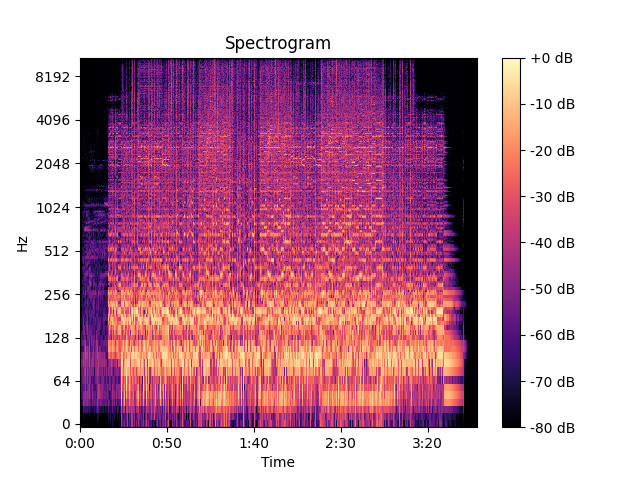 Spectrogram
Hz
8192
4096
2048
1024
512
256
128
64
0
0:00 0:50 1:40 2:30 3:20
Time
+0 dB
-10 dB
-20 dB
-30 dB
-40 dB
-50 dB
-60 dB
-70 dB
-80 dB